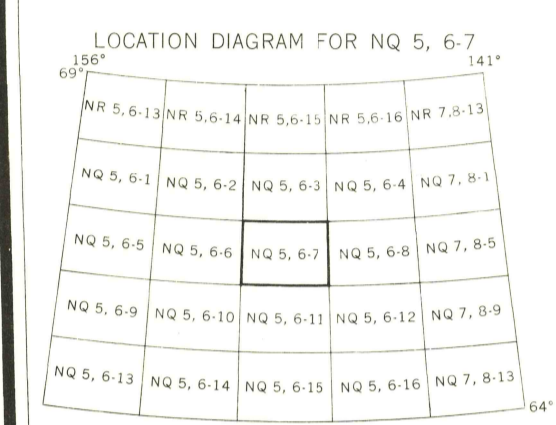 LOCATION DIAGRAM FOR NQ 5, 6-7
156° 141°
69°
NR 5,6-13 NR 5,6-14 NR 5,6-15 NR 5,6-16 NR 7,8-13
NQ 5, 6-1 NQ 5, 6-2 NQ 5, 6-3 NQ 5, 6-4 NQ 7, 8-1
NQ 5, 6-5 NQ 5, 6-6 NQ 5, 6-7 NQ 5, 6-8 NQ 7, 8-5
NQ 5, 6-9 NQ 5, 6-10 NQ 5, 6-11 NQ 5, 6-12 NQ 7, 8-9
NQ 5, 6-13 NQ 5, 6-14 NQ 5, 6-15 NQ 5, 6-16 NQ 7, 8-13
64°